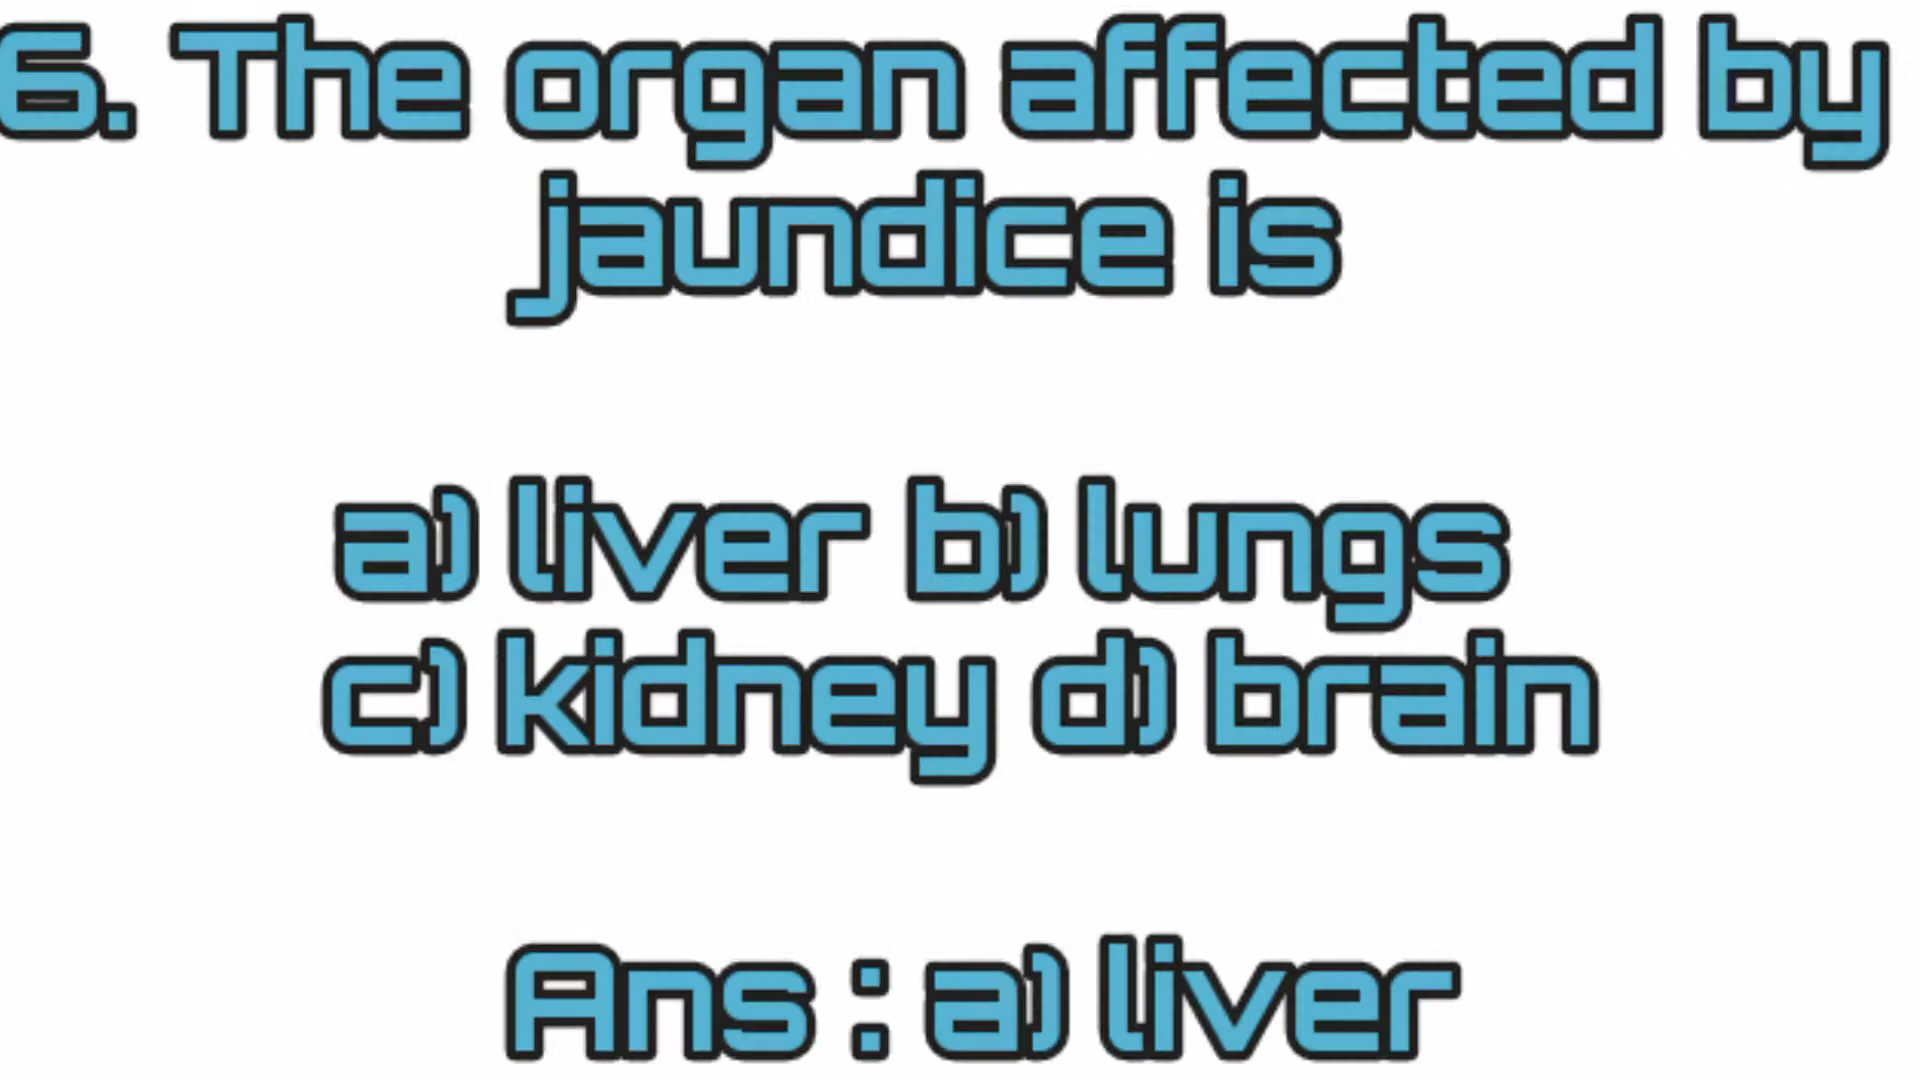 6. The organ affected by
jaundice is
a) liver b) lungs
c) kidney d) brain
Ans : a) liver